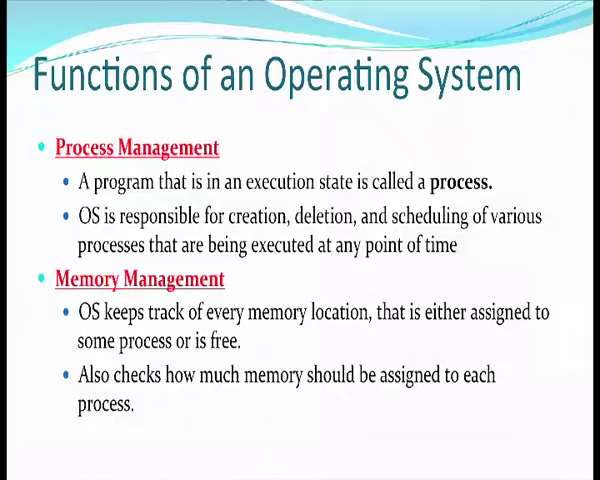 Functions of an Operating System
Process Management
A program that is in an execution state is called a process.
OS is responsible for creation, deletion, and scheduling of various
processes that are being executed at any point of time
Memory Management
OS keeps track of every memory location, that is either assigned to
some process or is free.
Also checks how much memory should be assigned to each
process.